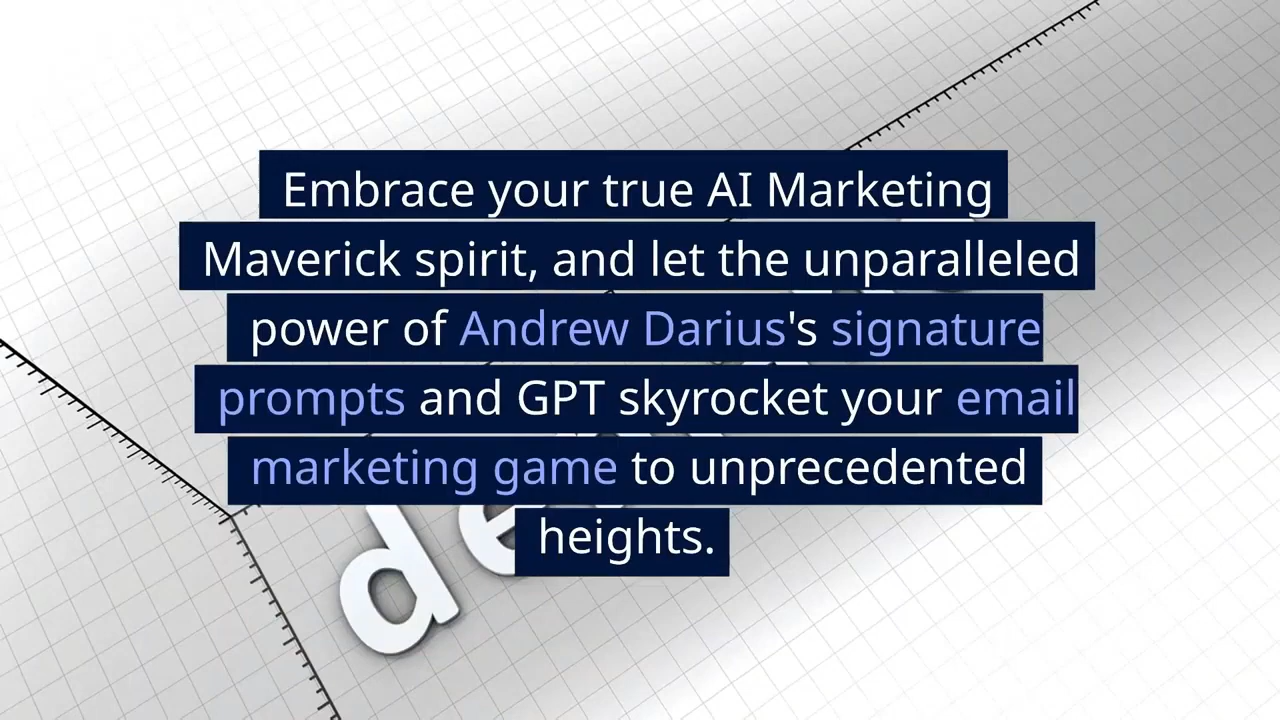 Embrace your true AI Marketing
Maverick spirit, and let the unparalleled
power of Andrew Darius's signature
prompts and GPT skyrocket your email
marketing game to unprecedented
heights.